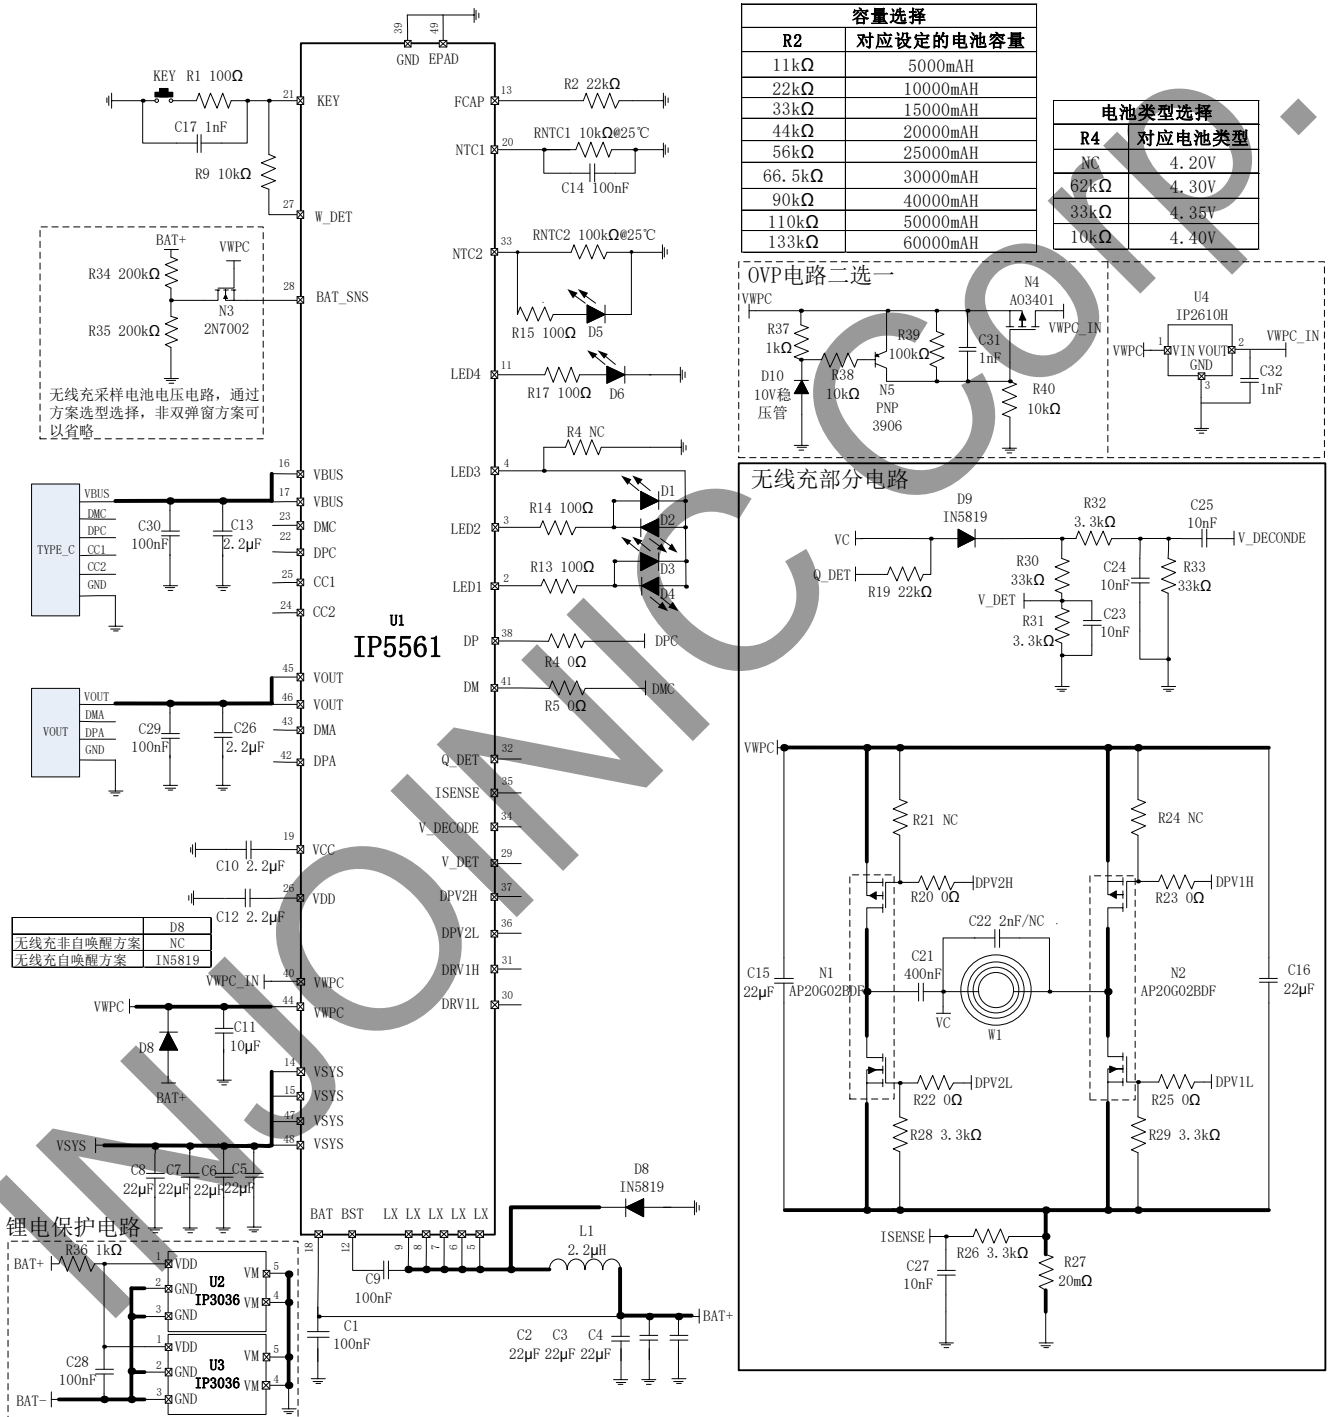 39
49
GND EPAD
KEY R1 100Ω
21
KEY
C17 1nF
R9 10kΩ
27
W_DET
BAT+
VWPC
R34 200kΩ
28
BAT_SNS
N3
2N7002
R35 200kΩ
无线充采样电池电压电路，通过
方案选型选择，非双弹窗方案可
以省略
FCAP
13
R2 22kΩ
RNTC1 10kΩ@25℃
NTC1
20
C14 100nF
33
RNTC2 100kΩ@25℃
NTC2
R15 100Ω
D5
11
LED4
R17 100Ω
D6
R4 NC
4
LED3
D1
R14 100Ω
3
LED2
D2
D3
R13 100Ω
2
LED1
D4
U1
IP5561
DP
38
DPC
R4 0Ω
DM
41
DMC
R5 0Ω
Q_DET
32
ISENSE
35
V_DECODE
34
V_DET
29
DPV2H
37
DPV2L
36
DRV1H
31
DRV1L
30
容量选择
R2 对应设定的电池容量
11kΩ 5000mAH
22kΩ 10000mAH
33kΩ 15000mAH
44kΩ 20000mAH
56kΩ 25000mAH
66.5kΩ 30000mAH
90kΩ 40000mAH
110kΩ 50000mAH
133kΩ 60000mAH
电池类型选择
R4 对应电池类型
NC 4.20V
62kΩ 4.30V
33kΩ 4.35V
10kΩ 4.40V
OVP电路二选一
VWPC
N4
AO3401
R37
1kΩ
R39
100kΩ
C31
1nF
VWPC_IN
D10
10V稳
压管
R38
10kΩ
N5
PNP
3906
R40
10kΩ
U4
IP2610H
VWPC
1
VIN VOUT
2
VWPC_IN
GND
3
C32
1nF
16
VBUS
17
VBUS
23
DMC
22
DPC
25
CC1
24
CC2
TYPE_C
VBUS
DMC
DPC
CC1
CC2
GND
C30
100nF
C13
2.2μF
45
VOUT
46
VOUT
43
DMA
42
DPA
VOUT
VOUT
DMA
DPA
GND
C29
100nF
C26
2.2μF
19
VCC
C10 2.2μF
26
VDD
C12 2.2μF
D8
无线充非自唤醒方案 NC
无线充自唤醒方案 IN5819
VWPC_IN
40
VWPC
VWPC
44
VWPC
D8
C11
10μF
BAT+
14
VSYS
15
VSYS
47
VSYS
48
VSYS
VSYS
C8 C7 C6 C5
22μF 22μF 22μF 22μF
锂电保护电路
R36 1kΩ
BAT+
1
VDD
U2
IP3036
2
GND
3
GND
VM
5
VM
4
1
VDD
U3
IP3036
2
GND
3
GND
VM
5
VM
4
C28
100nF
BAT-
BAT BST LX LX LX LX LX
18
12
9
8
7
6
5
C9
100nF
D8
IN5819
L1
2.2μH
BAT+
C1
100nF
C2 C3 C4
22μF 22μF 22μF
无线充部分电路
D9
IN5819
VC
R32
3.3kΩ
C25
10nF
V_DECONDE
Q_DET
R19 22kΩ
R30
33kΩ
C24
10nF
R33
33kΩ
V_DET
R31
3.3kΩ
C23
10nF
VWPC
R21 NC
R24 NC
DPV2H
R20 0Ω
DPV1H
R23 0Ω
C22 2nF/NC
C15
22μF
N1
AP20G02BDF
C21
400nF
VC
W1
N2
AP20G02BDF
C16
22μF
DPV2L
R22 0Ω
DPV1L
R25 0Ω
R28 3.3kΩ
R29 3.3kΩ
ISENSE
R26 3.3kΩ
R27
20mΩ
C27
10nF
INJOINIC Corp.